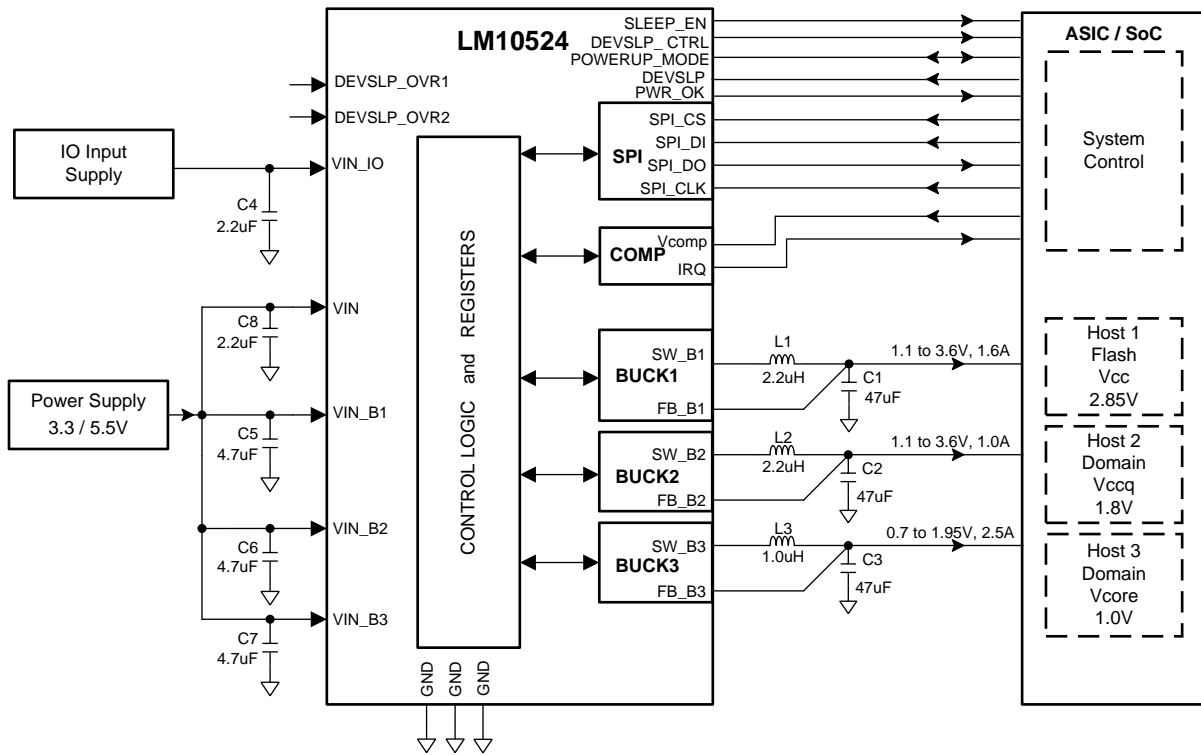 LM10524
SLEEP_EN
DEVSLP_ CTRL
POWERUP_MODE
DEVSLP
PWR_OK
ASIC / SoC
DEVSLP_OVR1
DEVSLP_OVR2
IO Input
Supply
VIN_IO
C4
2.2uF
SPI
SPI_CS
SPI_DI
SPI_DO
SPI_CLK
System
Control
COMP
Vcomp
IRQ
CONTROL LOGIC and REGISTERS
VIN
C8
2.2uF
Power Supply
3.3 / 5.5V
VIN_B1
C5
4.7uF
VIN_B2
C6
4.7uF
VIN_B3
C7
4.7uF
SW_B1
BUCK1
FB_B1
L1
2.2uH
C1
47uF
1.1 to 3.6V, 1.6A
Host 1
Flash
Vcc
2.85V
SW_B2
BUCK2
FB_B2
L2
2.2uH
C2
47uF
1.1 to 3.6V, 1.0A
Host 2
Domain
Vccq
1.8V
SW_B3
BUCK3
FB_B3
L3
1.0uH
C3
47uF
0.7 to 1.95V, 2.5A
Host 3
Domain
Vcore
1.0V
GND
GND
GND